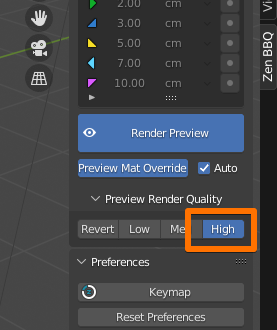 2.00 cm
3.00 cm
5.00 cm
7.00 cm
10.00 cm
Render Preview
Preview Mat Override Auto
Preview Render Quality
Revert Low Me High
Preferences
Keymap
Reset Preferences
Vi
Zen BBQ